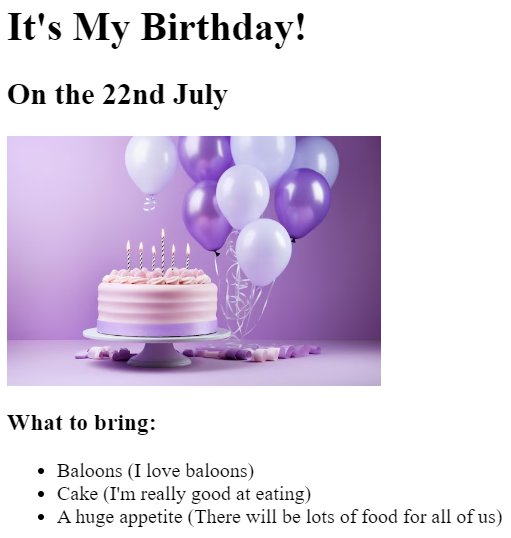 It's My Birthday!
On the 22nd July
What to bring:
Baloons (I love baloons)
Cake (I'm really good at eating)
A huge appetite (There will be lots of food for all of us)